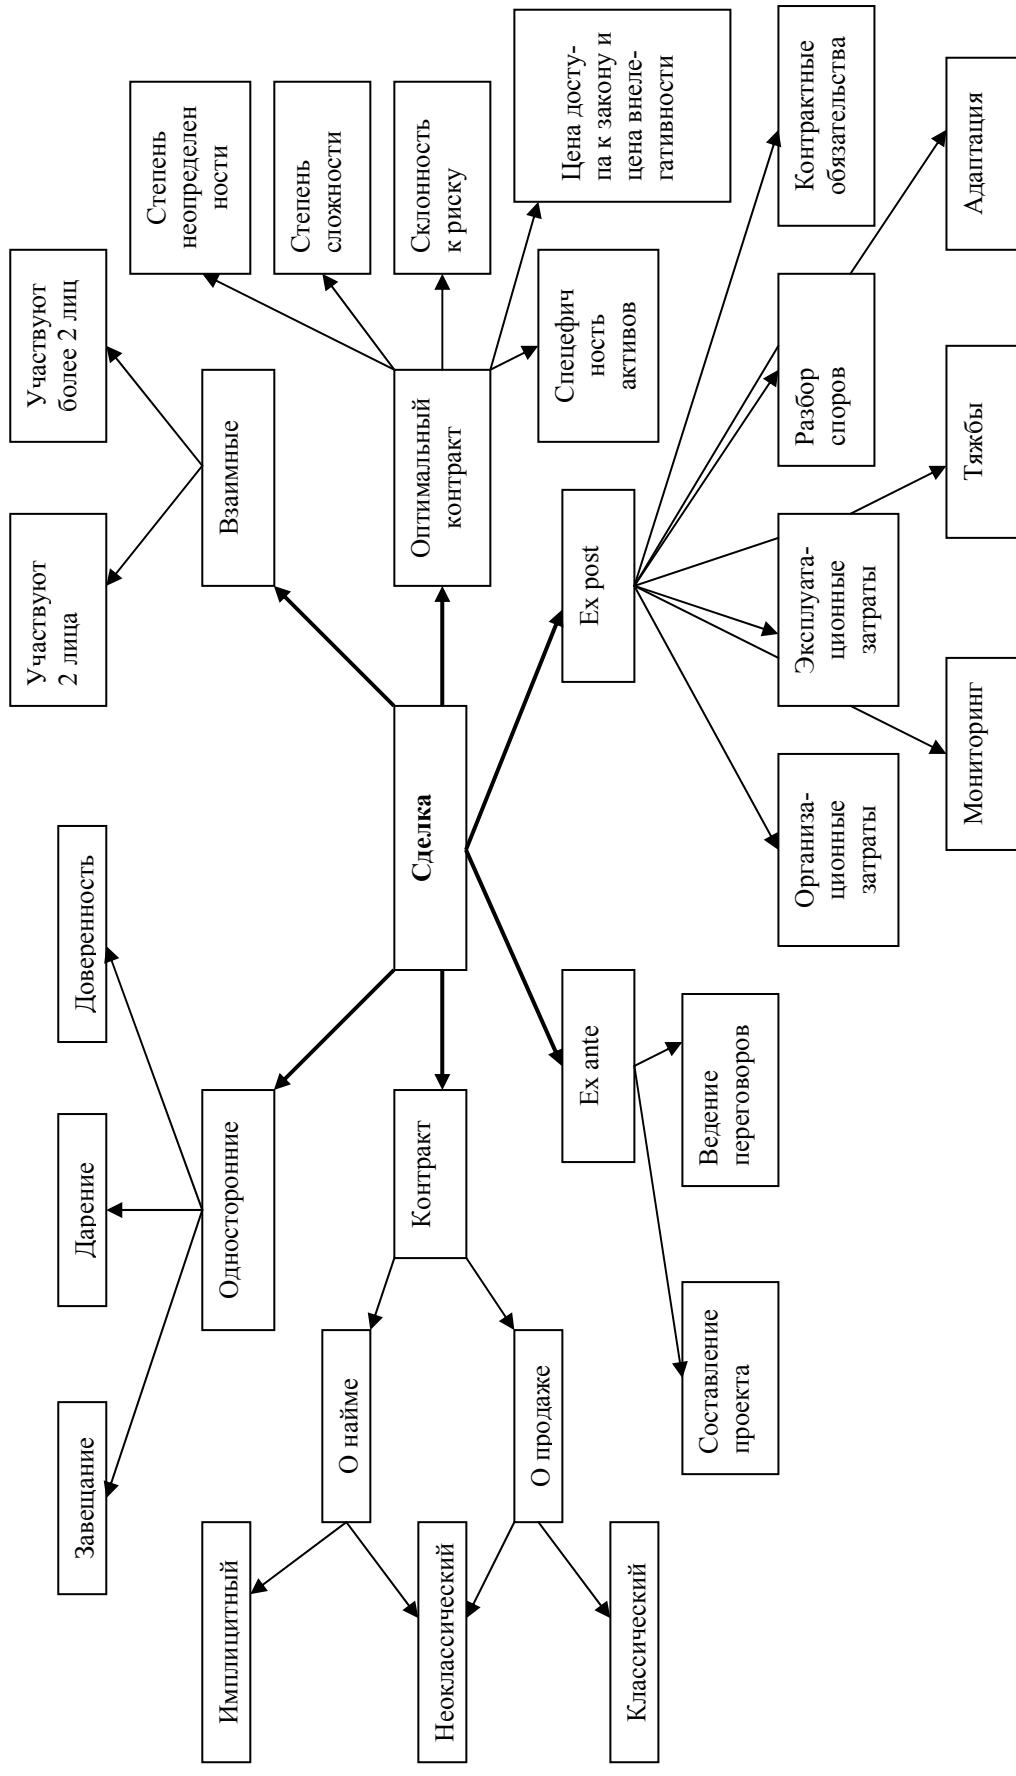 Участвуют
2 лица
Участвуют
более 2 лиц
Завещание
Дарение
Доверенность
Степень
неопределен
ности
Имплицитный
Односторонние
Взаимные
Степень
сложности
О найме
Неоклассический
Контракт
Сделка
Оптимальный
контракт
Склонность
к риску
О продаже
Цена досту-
па к закону и
цена внеле-
гативности
Спецефич
ность
активов
Классический
Ex ante
Ex post
Составление
проекта
Ведение
переговоров
Организа-
ционные
затраты
Эксплуата-
ционные
затраты
Разбор
споров
Контрактные
обязательства
Мониторинг
Тяжбы
Адаптация